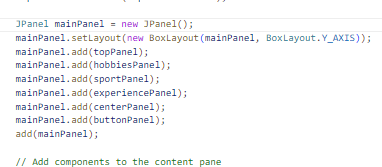 JPanel mainPanel = new JPanel();
mainPanel.setLayout(new BoxLayout(mainPanel, BoxLayout.Y_AXIS));
mainPanel.add(topPanel);
mainPanel.add(hobbiesPanel);
mainPanel.add(sportPanel);
mainPanel.add(experiencePanel);
mainPanel.add(centerPanel);
mainPanel.add(buttonPanel);
add(mainPanel);
// Add components to the content pane